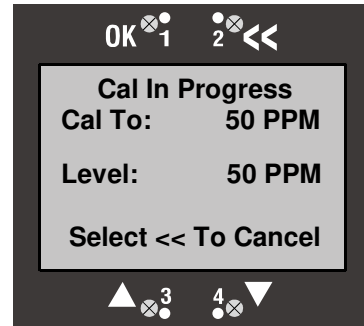 OK 1 2 <<
Cal In Progress
Cal To: 50 PPM
Level: 50 PPM
Select << To Cancel
3 4